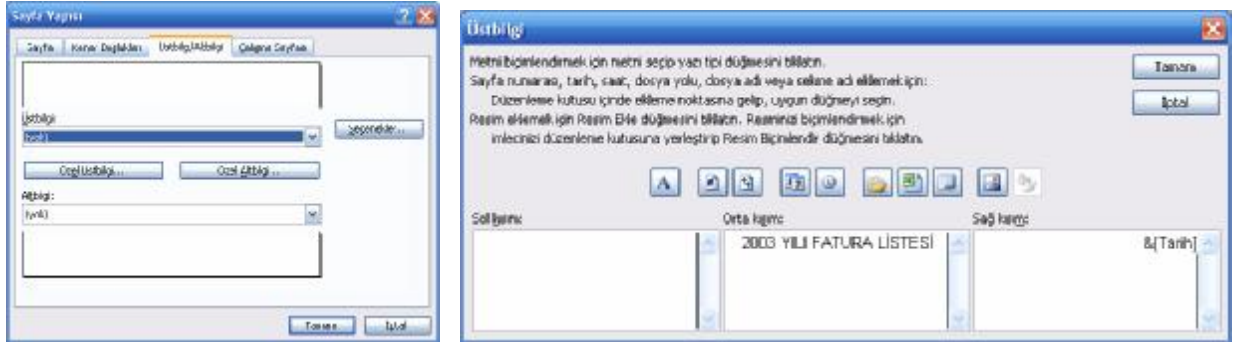 Sayfa Yapısı
Sayfa
Kenar Boşlukları
Üstbilgi/Altbilgi
Çalışma Sayfası
Üstbilgi:
(yok)
Seçenekler...
Özel Üstbilgi...
Özel Altbilgi...
Altbilgi:
(yok)
Tamam
İptal
Üstbilgi
Metni biçimlendirmek için metni seçip yazı tipi düğmesini tıklatın.
Sayfa numarası, tarih, saat, dosya yolu, dosya adı veya sekme adı eklemek için:
Düzenleme kutusu içinde ekleme noktasına gelip, uygun düğmeyi seçin.
Resim eklemek için Resim Ekle düğmesini tıklatın. Resminizi biçimlendirmek için
imlecinizi düzenleme kutusuna yerleştirip Resim Biçimlendir düğmesini tıklatın.
Tamam
İptal
A
Sol kısım:
Orta kısım:
Sağ kısım:
2003 YILI FATURA LİSTESİ
&[Tarih]